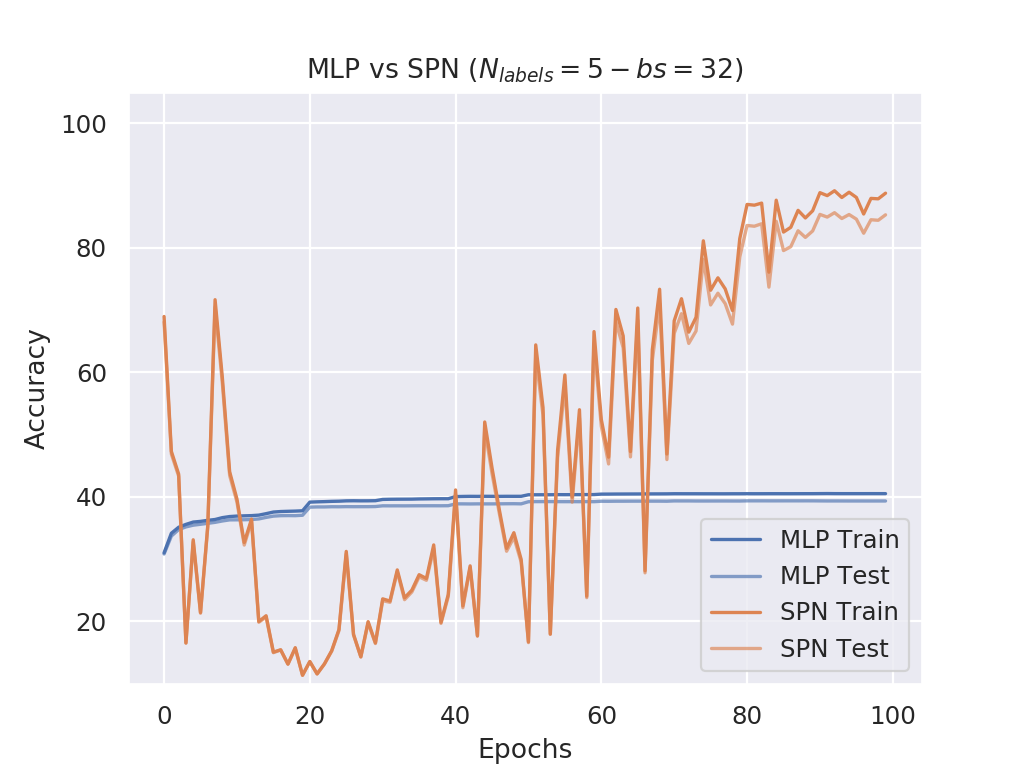 MLP vs SPN (N_labels = 5 − bs = 32)
Accuracy
100
80
60
40
20
0 20 40 60 80 100
Epochs
MLP Train
MLP Test
SPN Train
SPN Test